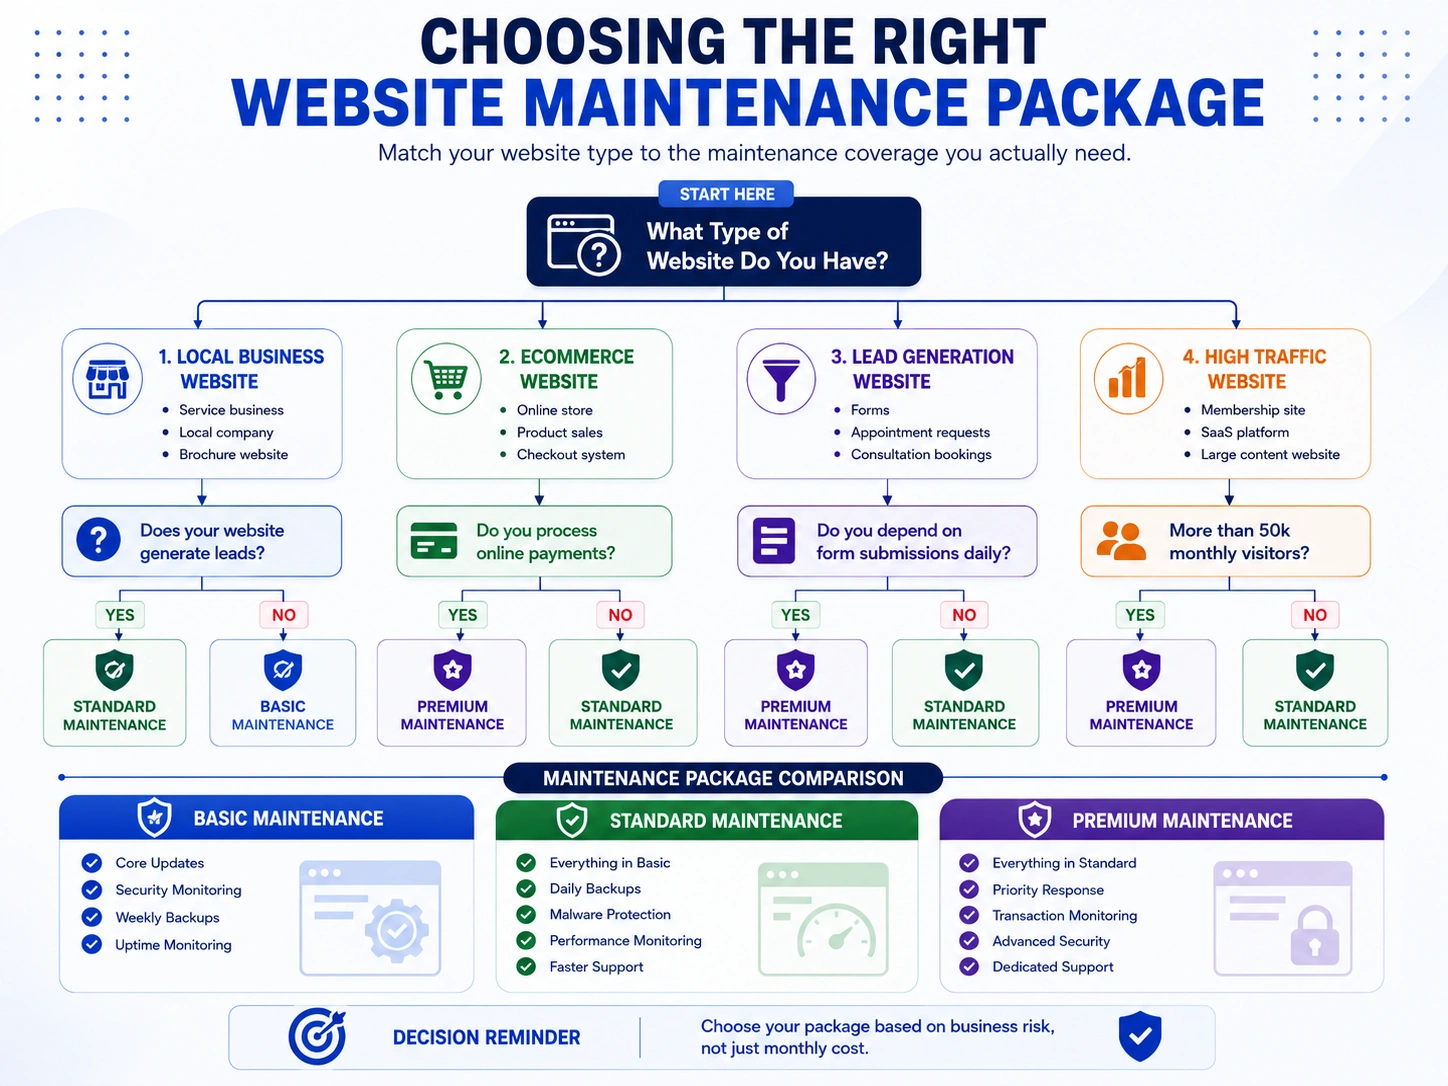 CHOOSING THE RIGHT
WEBSITE MAINTENANCE PACKAGE
Match your website type to the maintenance coverage you actually need.
START HERE
What Type of
Website Do You Have?
1. LOCAL BUSINESS
WEBSITE
• Service business
• Local company
• Brochure website
2. ECOMMERCE
WEBSITE
• Online store
• Product sales
• Checkout system
3. LEAD GENERATION
WEBSITE
• Forms
• Appointment requests
• Consultation bookings
4. HIGH TRAFFIC
WEBSITE
• Membership site
• SaaS platform
• Large content website
Does your website
generate leads?
Do you process
online payments?
Do you depend on
form submissions daily?
More than 50k
monthly visitors?
YES
NO
YES
NO
YES
NO
YES
NO
STANDARD
MAINTENANCE
BASIC
MAINTENANCE
PREMIUM
MAINTENANCE
STANDARD
MAINTENANCE
PREMIUM
MAINTENANCE
STANDARD
MAINTENANCE
PREMIUM
MAINTENANCE
STANDARD
MAINTENANCE
MAINTENANCE PACKAGE COMPARISON
BASIC MAINTENANCE
Core Updates
Security Monitoring
Weekly Backups
Uptime Monitoring
STANDARD MAINTENANCE
Everything in Basic
Daily Backups
Malware Protection
Performance Monitoring
Faster Support
PREMIUM MAINTENANCE
Everything in Standard
Priority Response
Transaction Monitoring
Advanced Security
Dedicated Support
DECISION REMINDER
Choose your package based on business risk,
not just monthly cost.